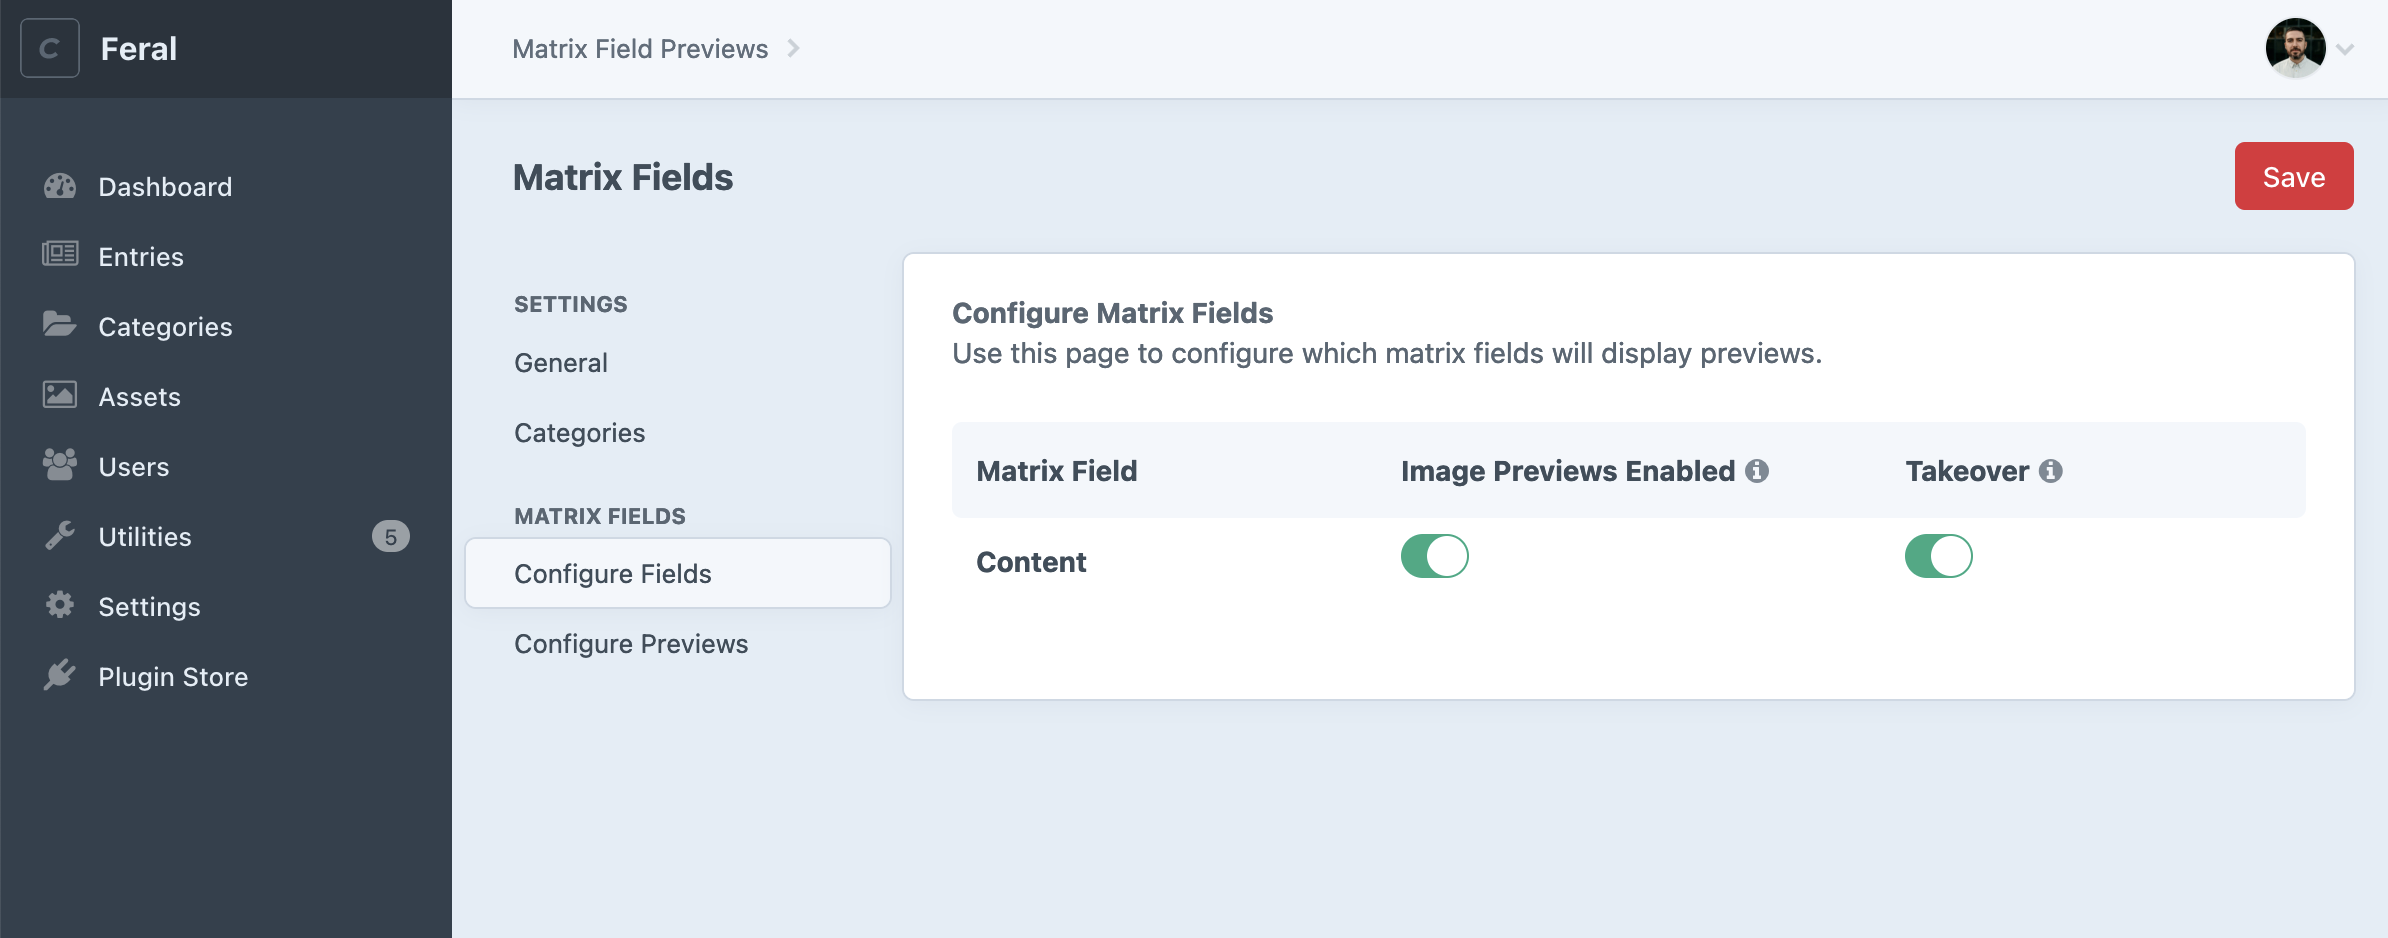 C
Feral
Matrix Field Previews
Dashboard
Entries
Categories
Assets
Users
Utilities
5
Settings
Plugin Store
Matrix Fields
Save
SETTINGS
General
Categories
MATRIX FIELDS
Configure Fields
Configure Previews
Configure Matrix Fields
Use this page to configure which matrix fields will display previews.
Matrix Field Image Previews Enabled Takeover
Content